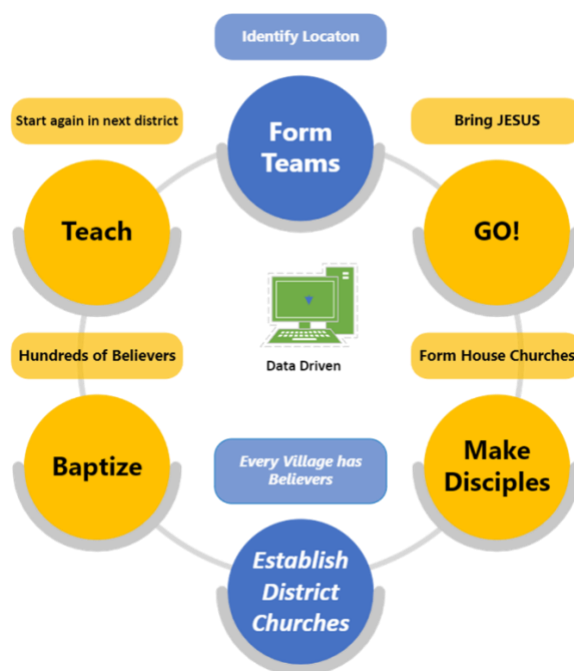 Identify Locaton
Form
Teams
Start again in next district
Bring JESUS
Teach
GO!
Data Driven
Hundreds of Believers
Form House Churches
Baptize
Make
Disciples
Every Village has
Believers
Establish
District
Churches